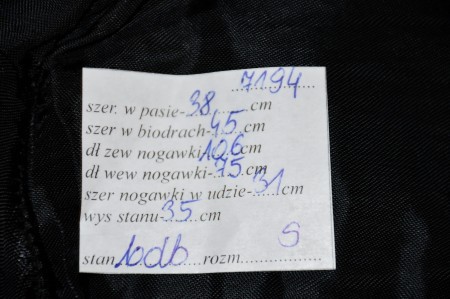 7194
szer. w pasie-38 cm
szer w biodrach-45 cm
dł zew nogawki 106 cm
dł wew nogawki-75 cm
szer nogawki w udzie-31 cm
wys stanu-35 cm
stan bdb rozm S